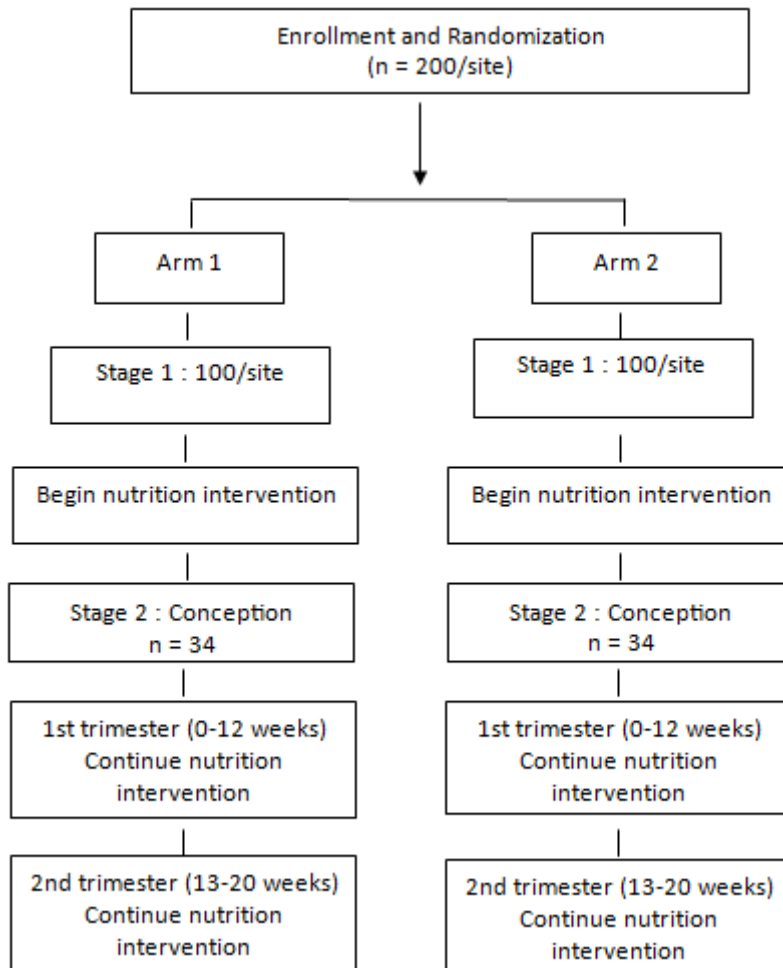 Enrollment and Randomization
(n = 200/site)
Arm 1
Arm 2
Stage 1 : 100/site
Stage 1 : 100/site
Begin nutrition intervention
Begin nutrition intervention
Stage 2 : Conception
n = 34
Stage 2 : Conception
n = 34
1st trimester (0-12 weeks)
Continue nutrition
intervention
1st trimester (0-12 weeks)
Continue nutrition
intervention
2nd trimester (13-20 weeks)
Continue nutrition
intervention
2nd trimester (13-20 weeks)
Continue nutrition
intervention